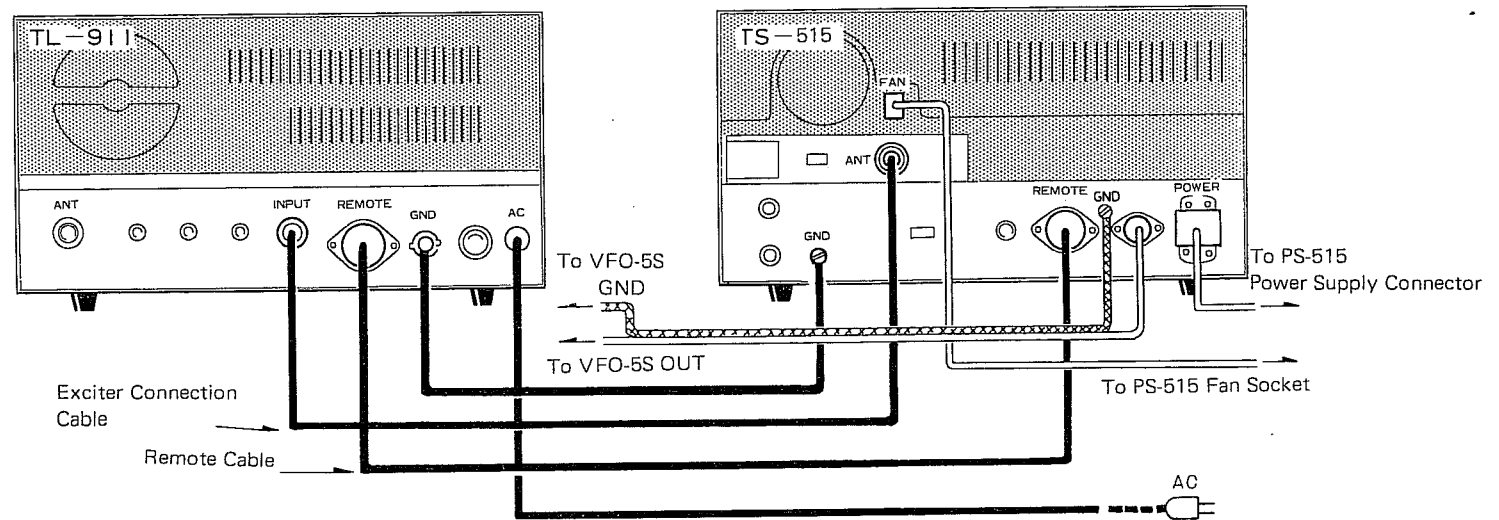 TL-911
TS-515
FAN
ANT
ANT
INPUT
REMOTE
GND
AC
GND
REMOTE
GND
POWER
To VFO-5S
GND
To VFO-5S OUT
To PS-515
Power Supply Connector
To PS-515 Fan Socket
Exciter Connection
Cable
Remote Cable
AC